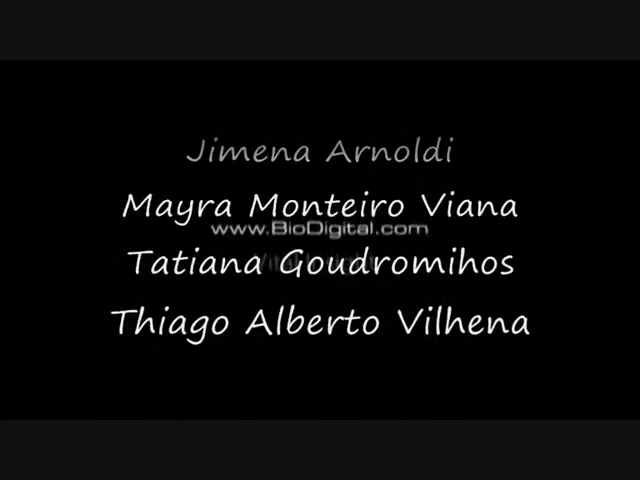 Jimena Arnoldi
Mayra Monteiro Viana
www.BioDigital.com
Tatiana Goudromihos
Thiago Alberto Vilhena